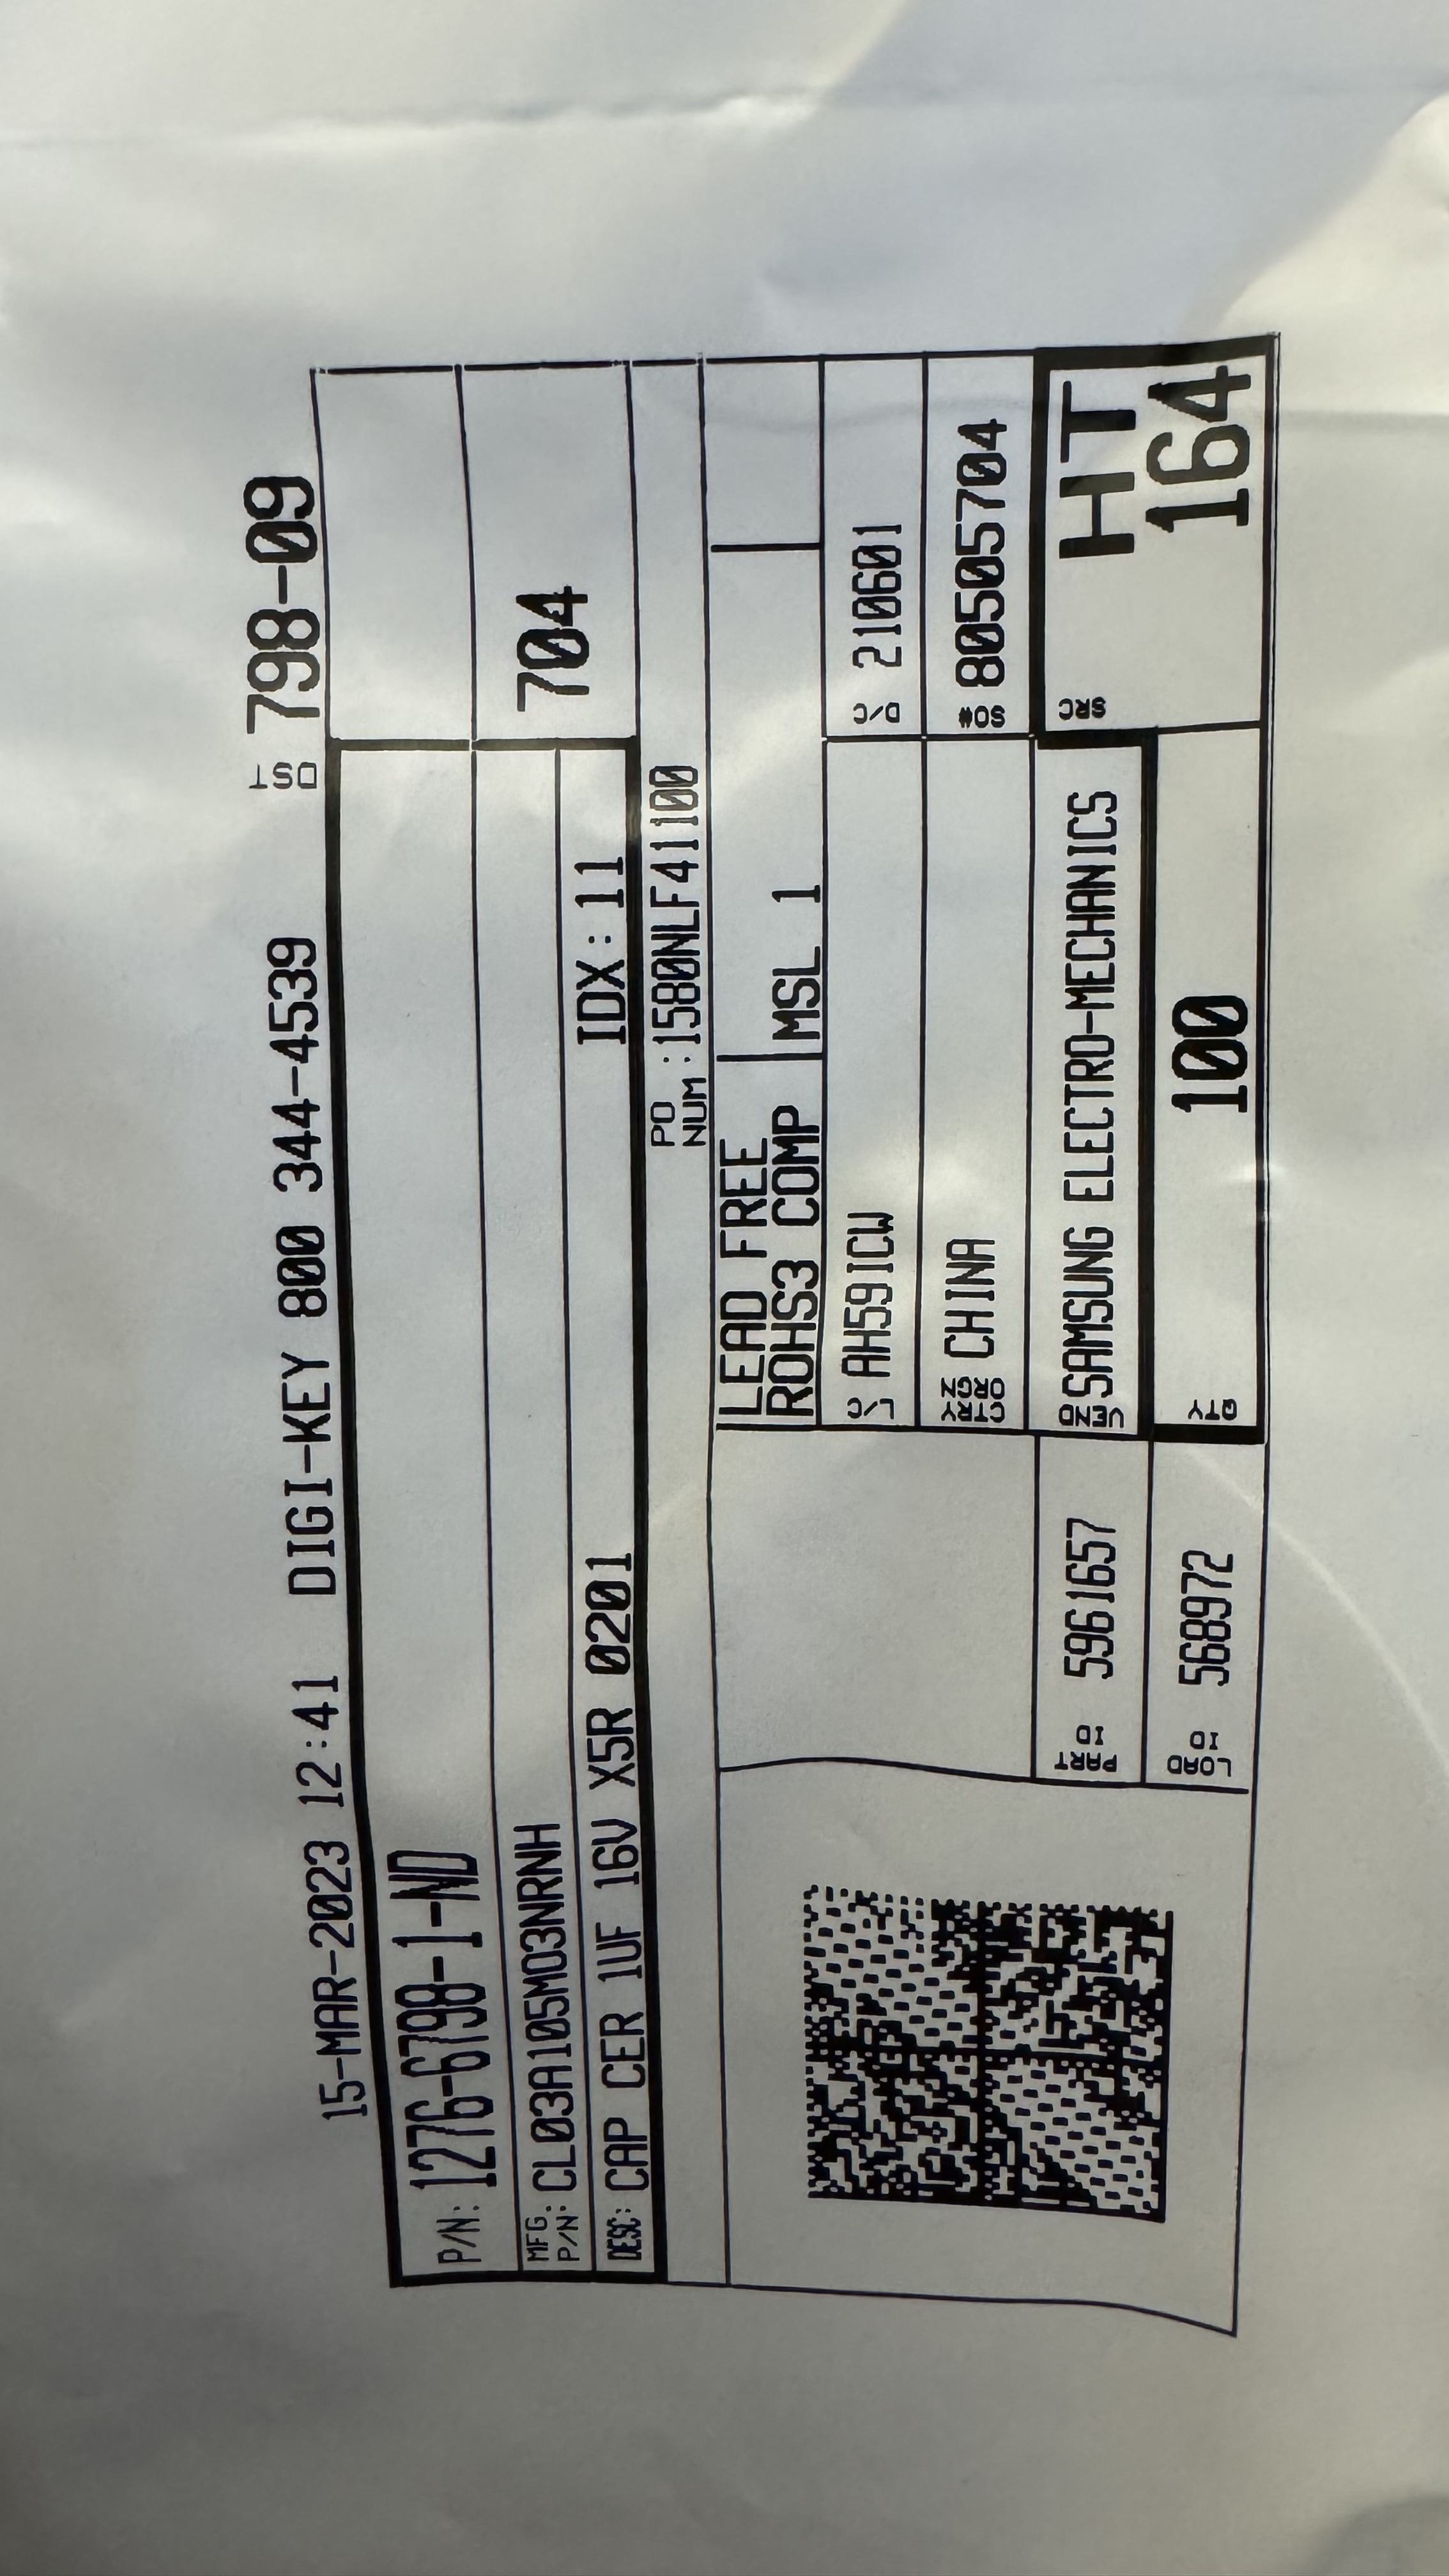 15-MAR-2023 12:41 DIGI-KEY 800 344-4539 DST 798-09
P/N: 1276-6798-1-ND
MFG. P/N: CL03A105MO3NRNH
704
DESC: CAP CER 1UF 16V X5R 0201 IDX:11
PO NUM :1580NLF41100
LEAD FREE
ROHS3 COMP
MSL 1
L/C AH59ICW
D/C 210601
CTRY ORGN CHINA
SO# 80505704
PART ID 5961657
VEND SAMSUNG ELECTRO-MECHANICS
SRC HT
164
LOAD ID 568972
QTY 100